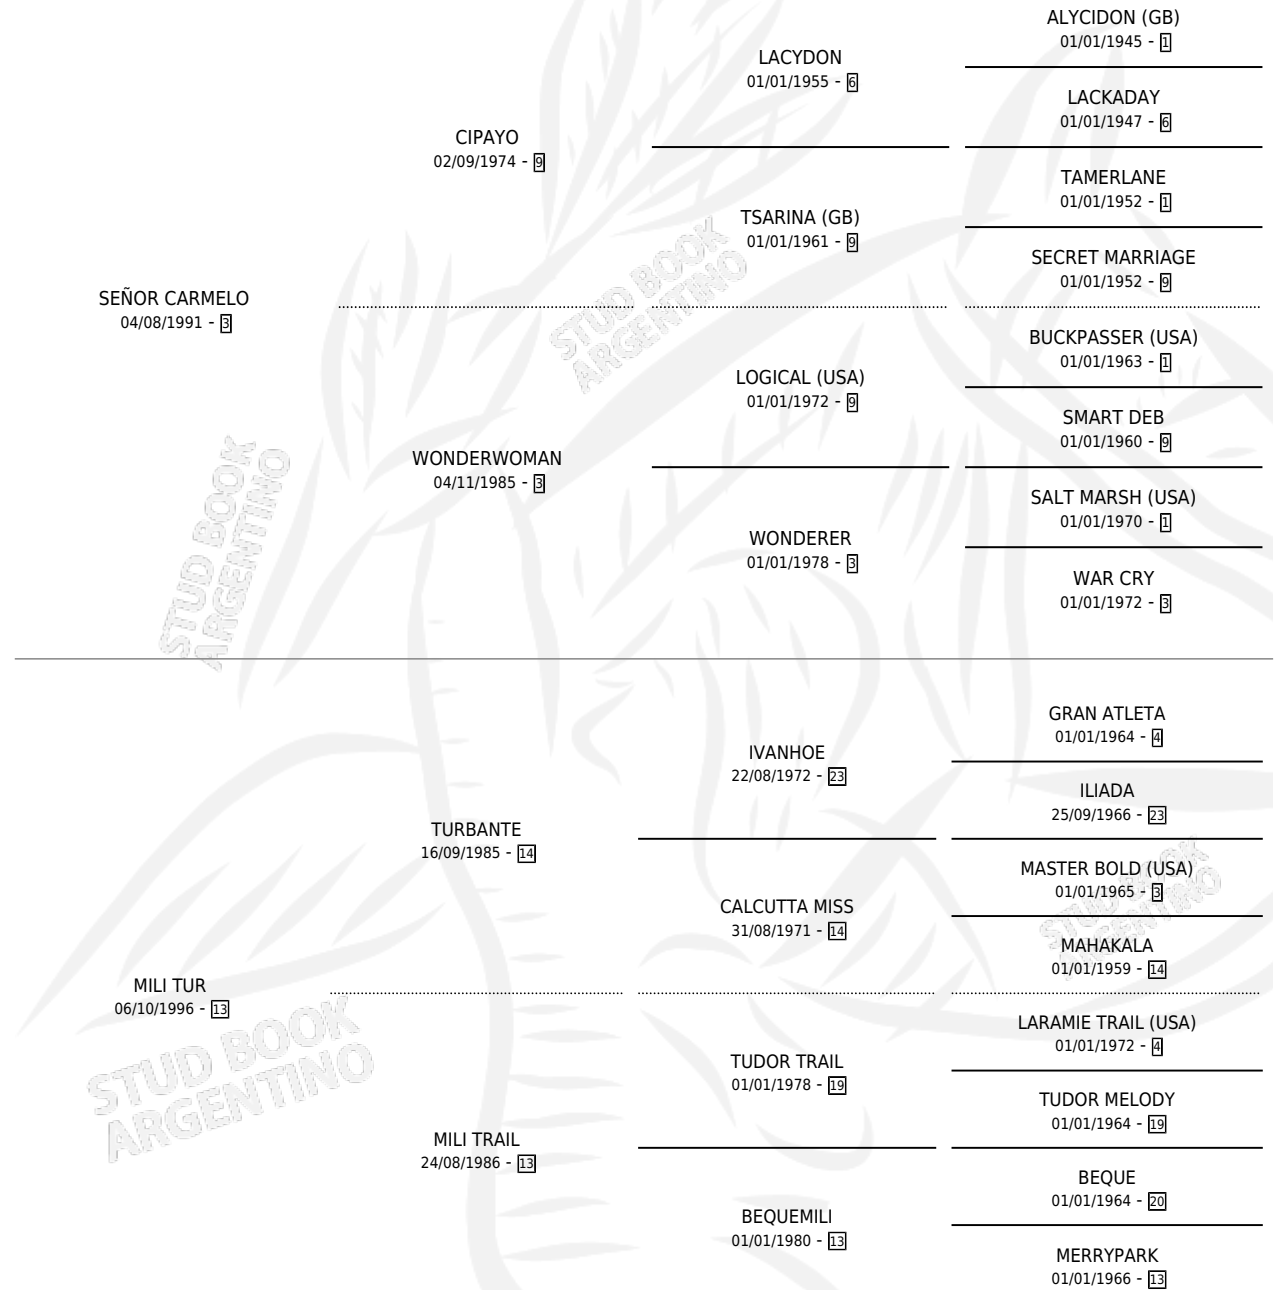 ALYCIDON (GB)
01/01/1945 - 1
LACYDON
01/01/1955 - 6
LACKADAY
01/01/1947 - 6
CIPAYO
02/09/1974 - 9
TAMERLANE
01/01/1952 - 1
TSARINA (GB)
01/01/1961 - 9
SECRET MARRIAGE
01/01/1952 - 9
SEÑOR CARMELO
04/08/1991 - 3
BUCKPASSER (USA)
01/01/1963 - 1
LOGICAL (USA)
01/01/1972 - 9
SMART DEB
01/01/1960 - 9
WONDERWOMAN
04/11/1985 - 3
SALT MARSH (USA)
01/01/1970 - 1
WONDERER
01/01/1978 - 3
WAR CRY
01/01/1972 - 3
STUD BOOK
ARGENTINO
STUD BOOK
ARGENTINO
GRAN ATLETA
01/01/1964 - 4
IVANHOE
22/08/1972 - 23
ILIADA
25/09/1966 - 23
TURBANTE
16/09/1985 - 14
MASTER BOLD (USA)
01/01/1965 - 3
CALCUTTA MISS
31/08/1971 - 14
MAHAKALA
01/01/1959 - 14
MILI TUR
06/10/1996 - 13
LARAMIE TRAIL (USA)
01/01/1972 - 4
TUDOR TRAIL
01/01/1978 - 19
TUDOR MELODY
01/01/1964 - 19
MILI TRAIL
24/08/1986 - 13
BEQUE
01/01/1964 - 20
BEQUEMILI
01/01/1980 - 13
MERRYPARK
01/01/1966 - 13
STUD BOOK
ARGENTINO
STUD BOOK
ARGENTINO